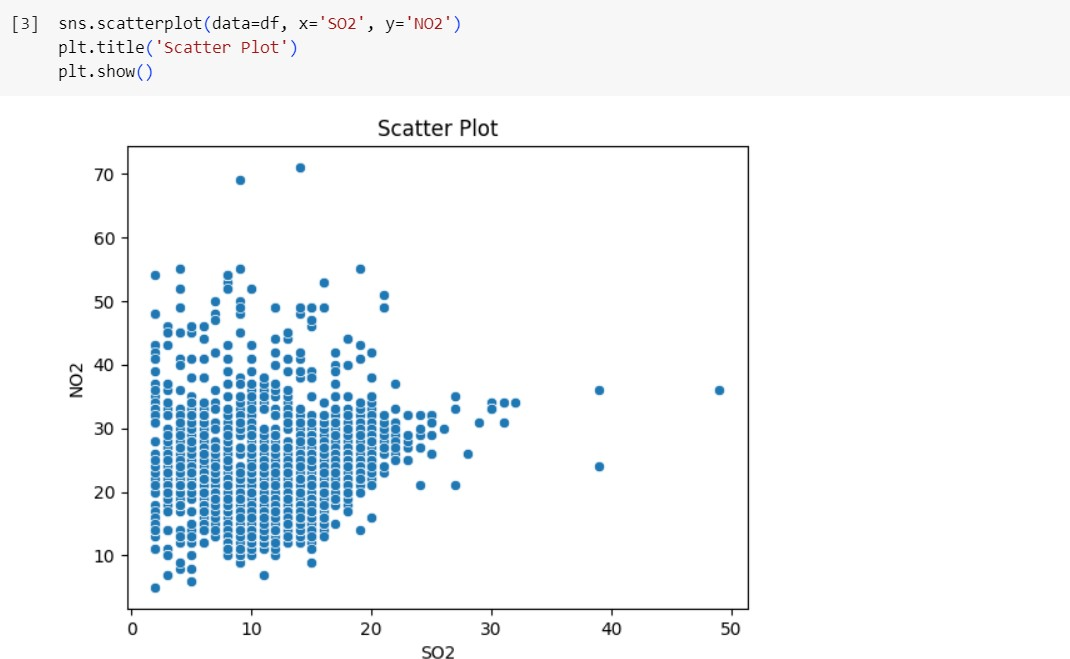 [3] sns.scatterplot(data=df, x='SO2', y='NO2')
plt.title('Scatter Plot')
plt.show()
Scatter Plot
70
60
50
40
30
20
10
NO2
0 10 20 30 40 50
SO2